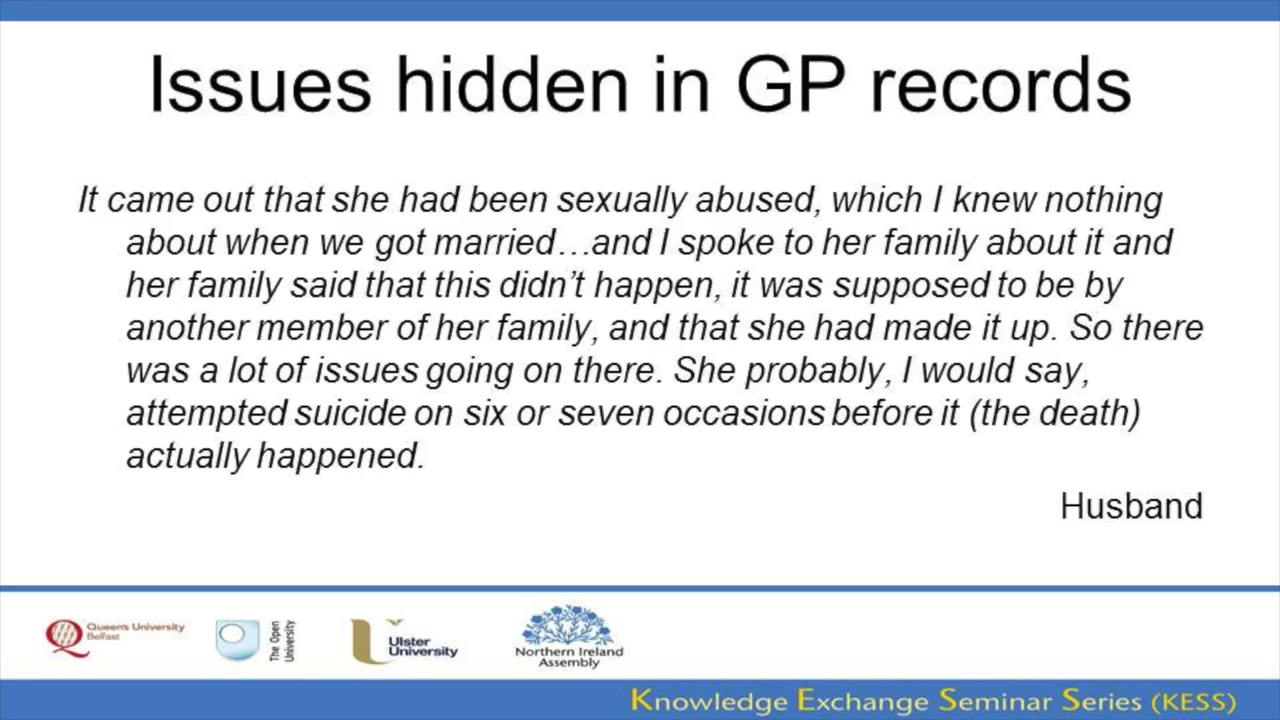 Issues hidden in GP records
It came out that she had been sexually abused, which I knew nothing
about when we got married…and I spoke to her family about it and
her family said that this didn’t happen, it was supposed to be by
another member of her family, and that she had made it up. So there
was a lot of issues going on there. She probably, I would say,
attempted suicide on six or seven occasions before it (the death)
actually happened.
Husband
Queen's University
Belfast
The Open
University
Ulster
University
Northern Ireland
Assembly
Knowledge Exchange Seminar Series (KESS)